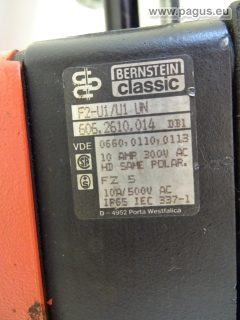 www.pagus.eu
BERNSTEIN
classic
F2-U1/U1 UN
606.2610.014 DB1
VDE 0660,0110,0113
10 AMP 300V AC
HD SAME POLAR.
FZ 5
10A/500V AC
IP65 IEC 337-1
D - 4952 Porta Westfalica